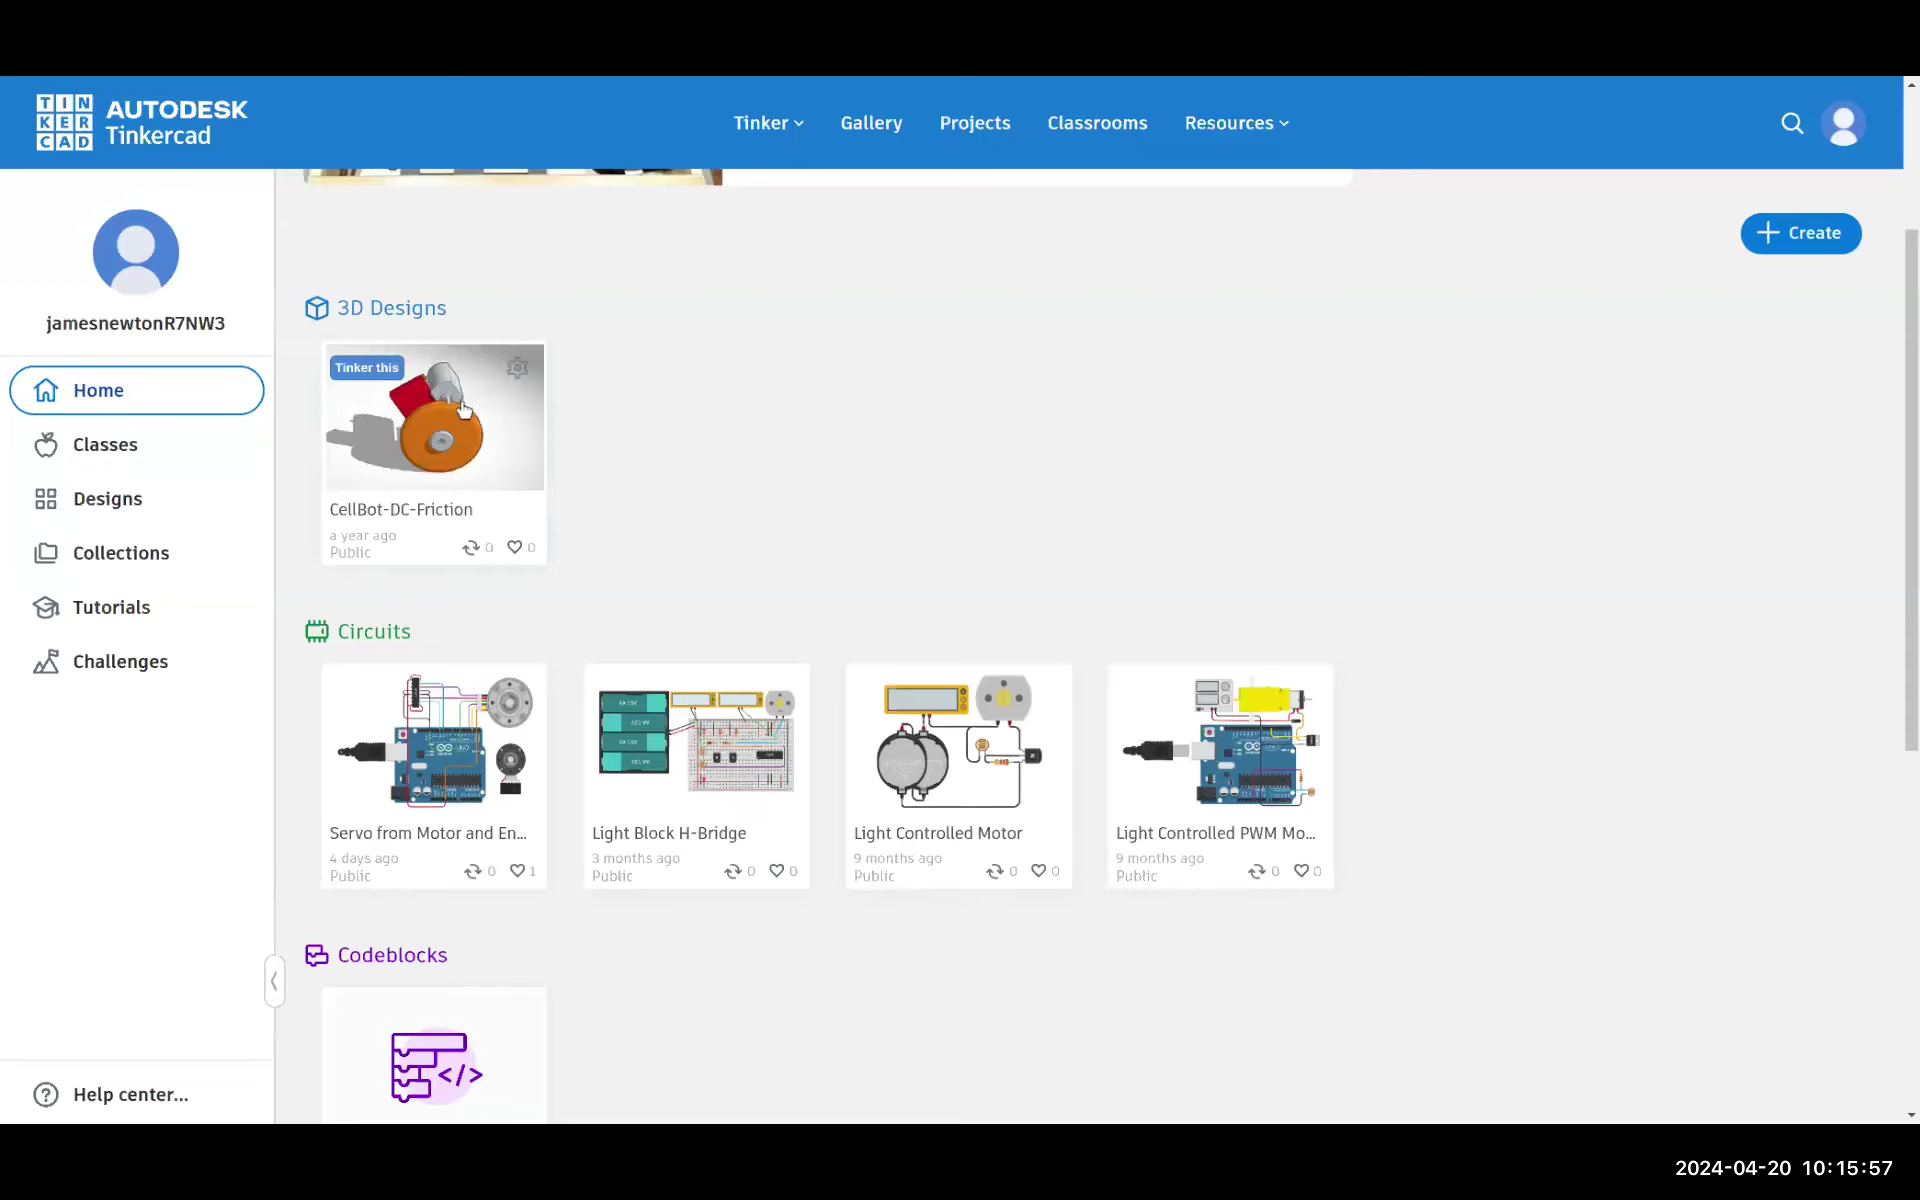 TIN
KER
CAD
AUTODESK
Tinkercad
Tinker
Gallery
Projects
Classrooms
Resources
Create
jamesnewtonR7NW3
Home
Classes
Designs
Collections
Tutorials
Challenges
Help center...
3D Designs
Tinker this
CellBot-DC-Friction
a year ago
Public
0
0
Circuits
Servo from Motor and En...
4 days ago
Public
0
1
Light Block H-Bridge
3 months ago
Public
0
0
Light Controlled Motor
9 months ago
Public
0
0
Light Controlled PWM Mo...
9 months ago
Public
0
0
Codeblocks
2024-04-20 10:15:57